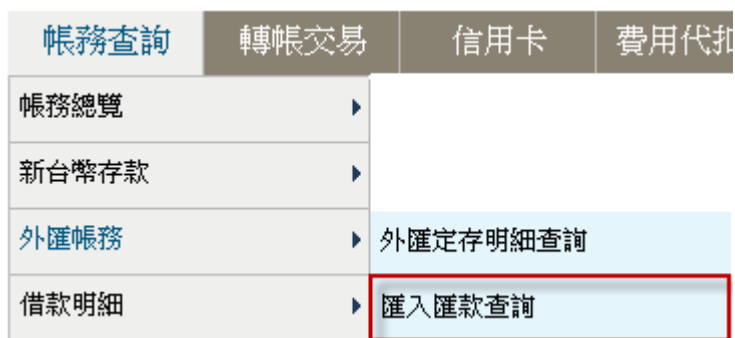 帳務查詢 轉帳交易 信用卡 費用代扣
帳務總覽
新台幣存款
外匯帳務 外匯定存明細查詢
借款明細 匯入匯款查詢